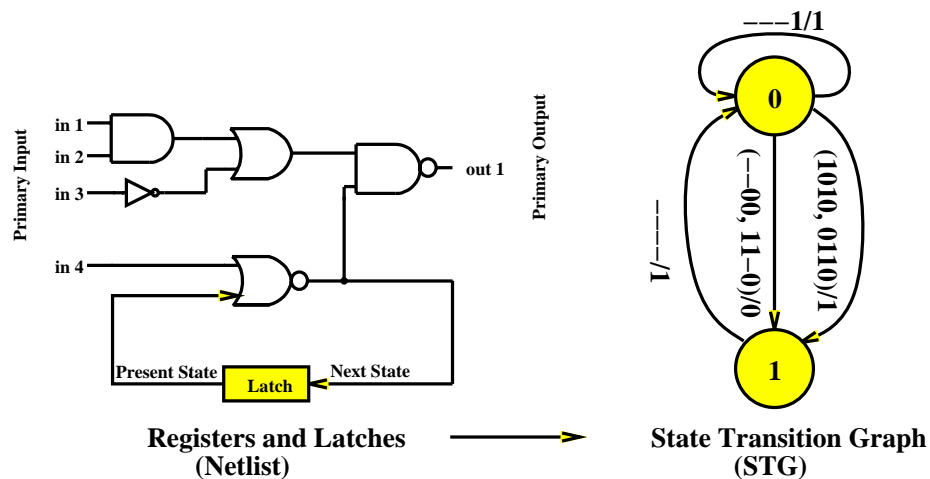 Primary Input
in 1
in 2
in 3
in 4
out 1
Primary Output
Present State
Latch
Next State
Registers and Latches
(Netlist)
−−−1/1
0
−−−−/1
(−−00, 11−0)/0
(1010, 0110)/1
1
State Transition Graph
(STG)